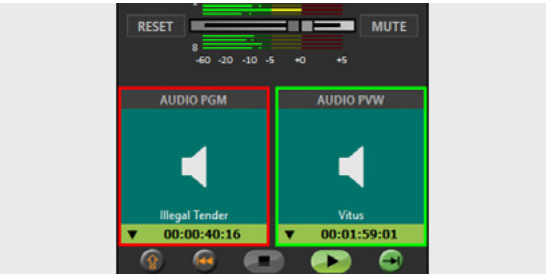 RESET MUTE
8
-60 -20 -10 -5 +0 +5
AUDIO PGM AUDIO PVW
Illegal Tender Vitus
00:00:40:16 00:01:59:01